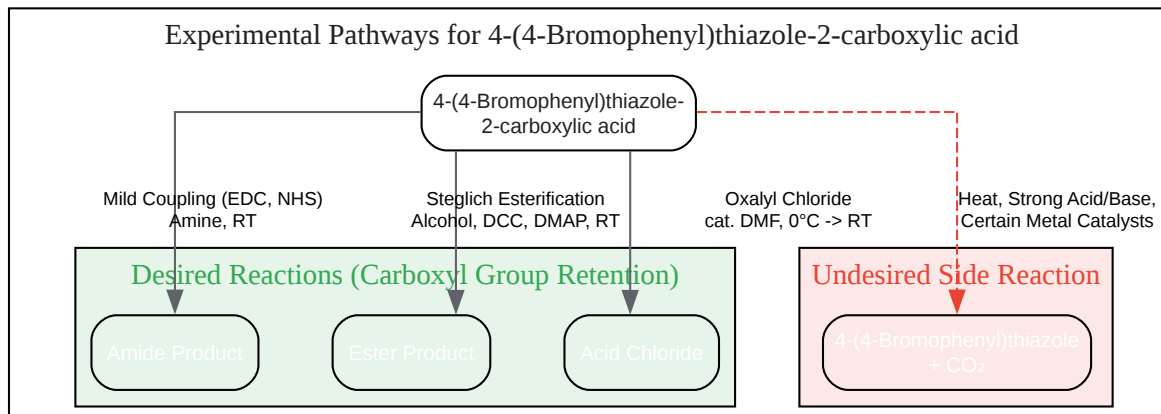 Experimental Pathways for 4-(4-Bromophenyl)thiazole-2-carboxylic acid
4-(4-Bromophenyl)thiazole-
2-carboxylic acid
Mild Coupling (EDC, NHS)
Amine, RT
Steglich Esterification
Alcohol, DCC, DMAP, RT
Oxalyl Chloride
cat. DMF, 0°C -> RT
Heat, Strong Acid/Base,
Certain Metal Catalysts
Desired Reactions (Carboxyl Group Retention)
Undesired Side Reaction
Amide Product
Ester Product
Acid Chloride
4-(4-Bromophenyl)thiazole
+ CO₂